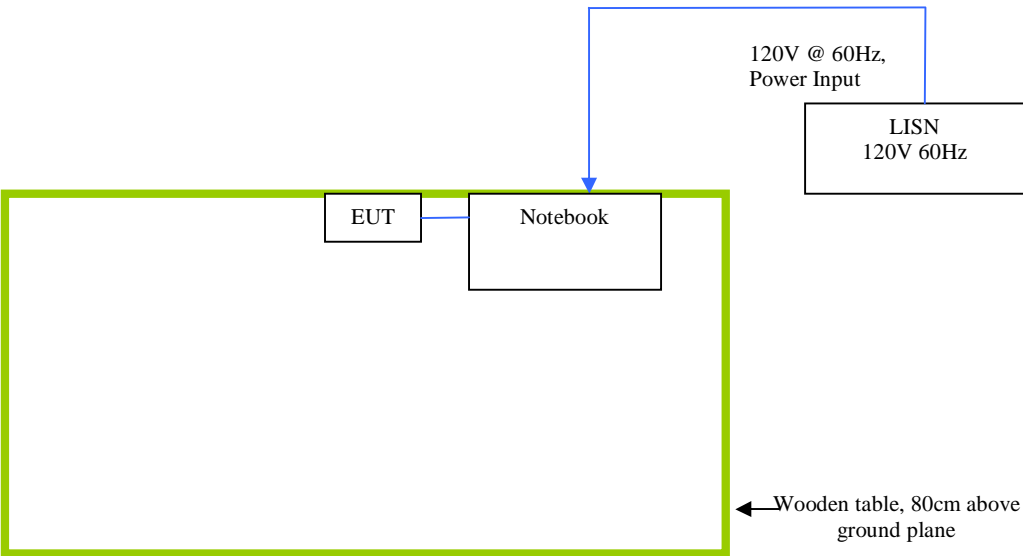 120V @ 60Hz,
Power Input
LISN
120V 60Hz
EUT
Notebook
Wooden table, 80cm above
ground plane